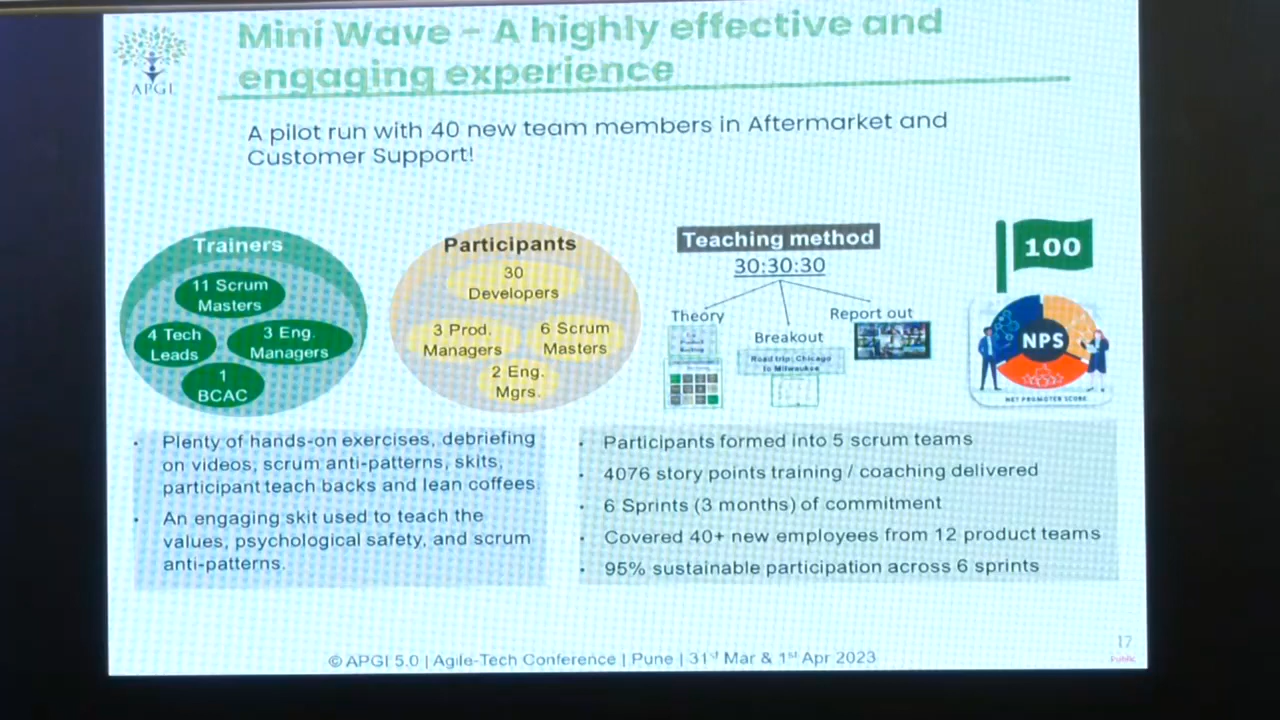 APGI
Mini Wave – A highly effective and
engaging experience
A pilot run with 40 new team members in Aftermarket and
Customer Support!
Trainers
11 Scrum
Masters
4 Tech
Leads
3 Eng.
Managers
1
BCAC
Participants
30
Developers
3 Prod.
Managers
6 Scrum
Masters
2 Eng.
Mgrs.
Teaching method
30:30:30
Theory
Breakout
Report out
Road trip: Chicago
to Milwaukee
100
NPS
NET PROMOTER SCORE
• Plenty of hands-on exercises, debriefing
on videos, scrum anti-patterns, skits,
participant teach backs and lean coffees.
• An engaging skit used to teach the
values, psychological safety, and scrum
anti-patterns.
• Participants formed into 5 scrum teams
• 4076 story points training / coaching delivered
• 6 Sprints (3 months) of commitment
• Covered 40+ new employees from 12 product teams
• 95% sustainable participation across 6 sprints
17
Public
© APGI 5.0 | Agile-Tech Conference | Pune | 31st Mar & 1st Apr 2023